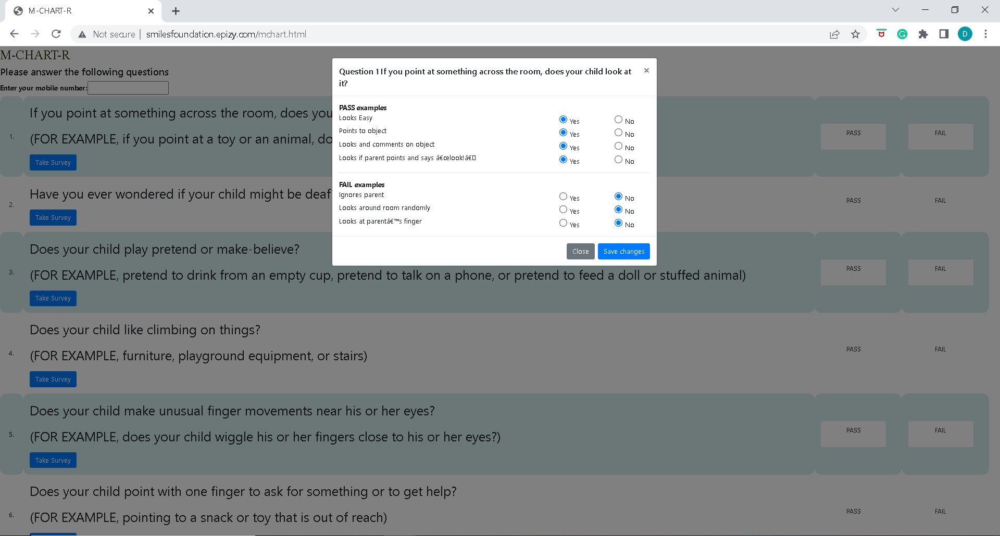 M-CHART-R
Not secure | smilesfoundation.epizy.com/mchart.html
D
M-CHART-R
Please answer the following questions
Enter your mobile number:
Question 1 If you point at something across the room, does your child look at
it?
PASS examples
Looks Easy Yes No
Points to object Yes No
Looks and comments on object Yes No
Looks if parent points and says â€œlook!â€ Yes No
FAIL examples
Ignores parent Yes No
Looks around room randomly Yes No
Looks at parentâ€™s finger Yes No
Close Save changes
1.
If you point at something across the room, does you
(FOR EXAMPLE, if you point at a toy or an animal, do
Take Survey
PASS FAIL
2.
Have you ever wondered if your child might be deaf?
Take Survey
PASS FAIL
3.
Does your child play pretend or make-believe?
(FOR EXAMPLE, pretend to drink from an empty cup, pretend to talk on a phone, or pretend to feed a doll or stuffed animal)
Take Survey
PASS FAIL
4.
Does your child like climbing on things?
(FOR EXAMPLE, furniture, playground equipment, or stairs)
Take Survey
PASS FAIL
5.
Does your child make unusual finger movements near his or her eyes?
(FOR EXAMPLE, does your child wiggle his or her fingers close to his or her eyes?)
Take Survey
PASS FAIL
6.
Does your child point with one finger to ask for something or to get help?
(FOR EXAMPLE, pointing to a snack or toy that is out of reach)
PASS FAIL